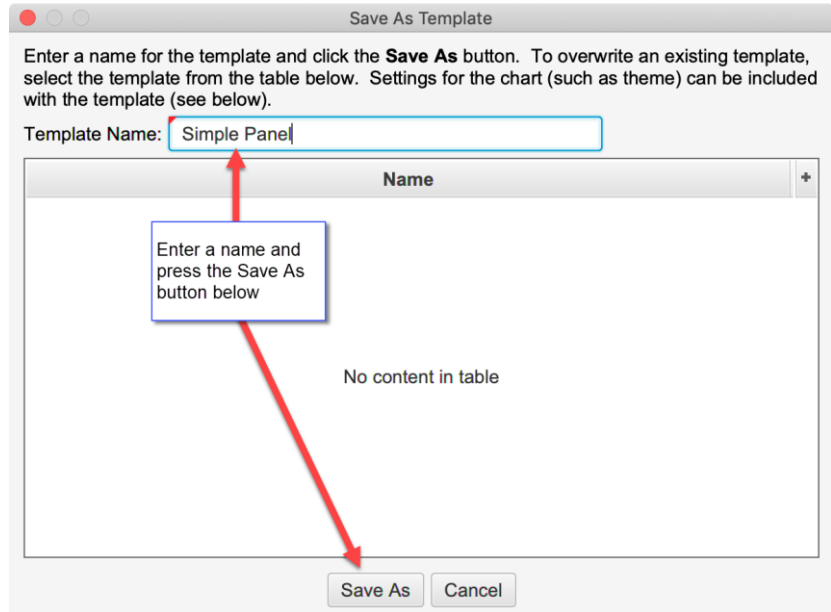 Save As Template
Enter a name for the template and click the Save As button.  To overwrite an existing template,
select the template from the table below.  Settings for the chart (such as theme) can be included
with the template (see below).
Template Name: Simple Panel
Name +
Enter a name and
press the Save As
button below
No content in table
Save As Cancel